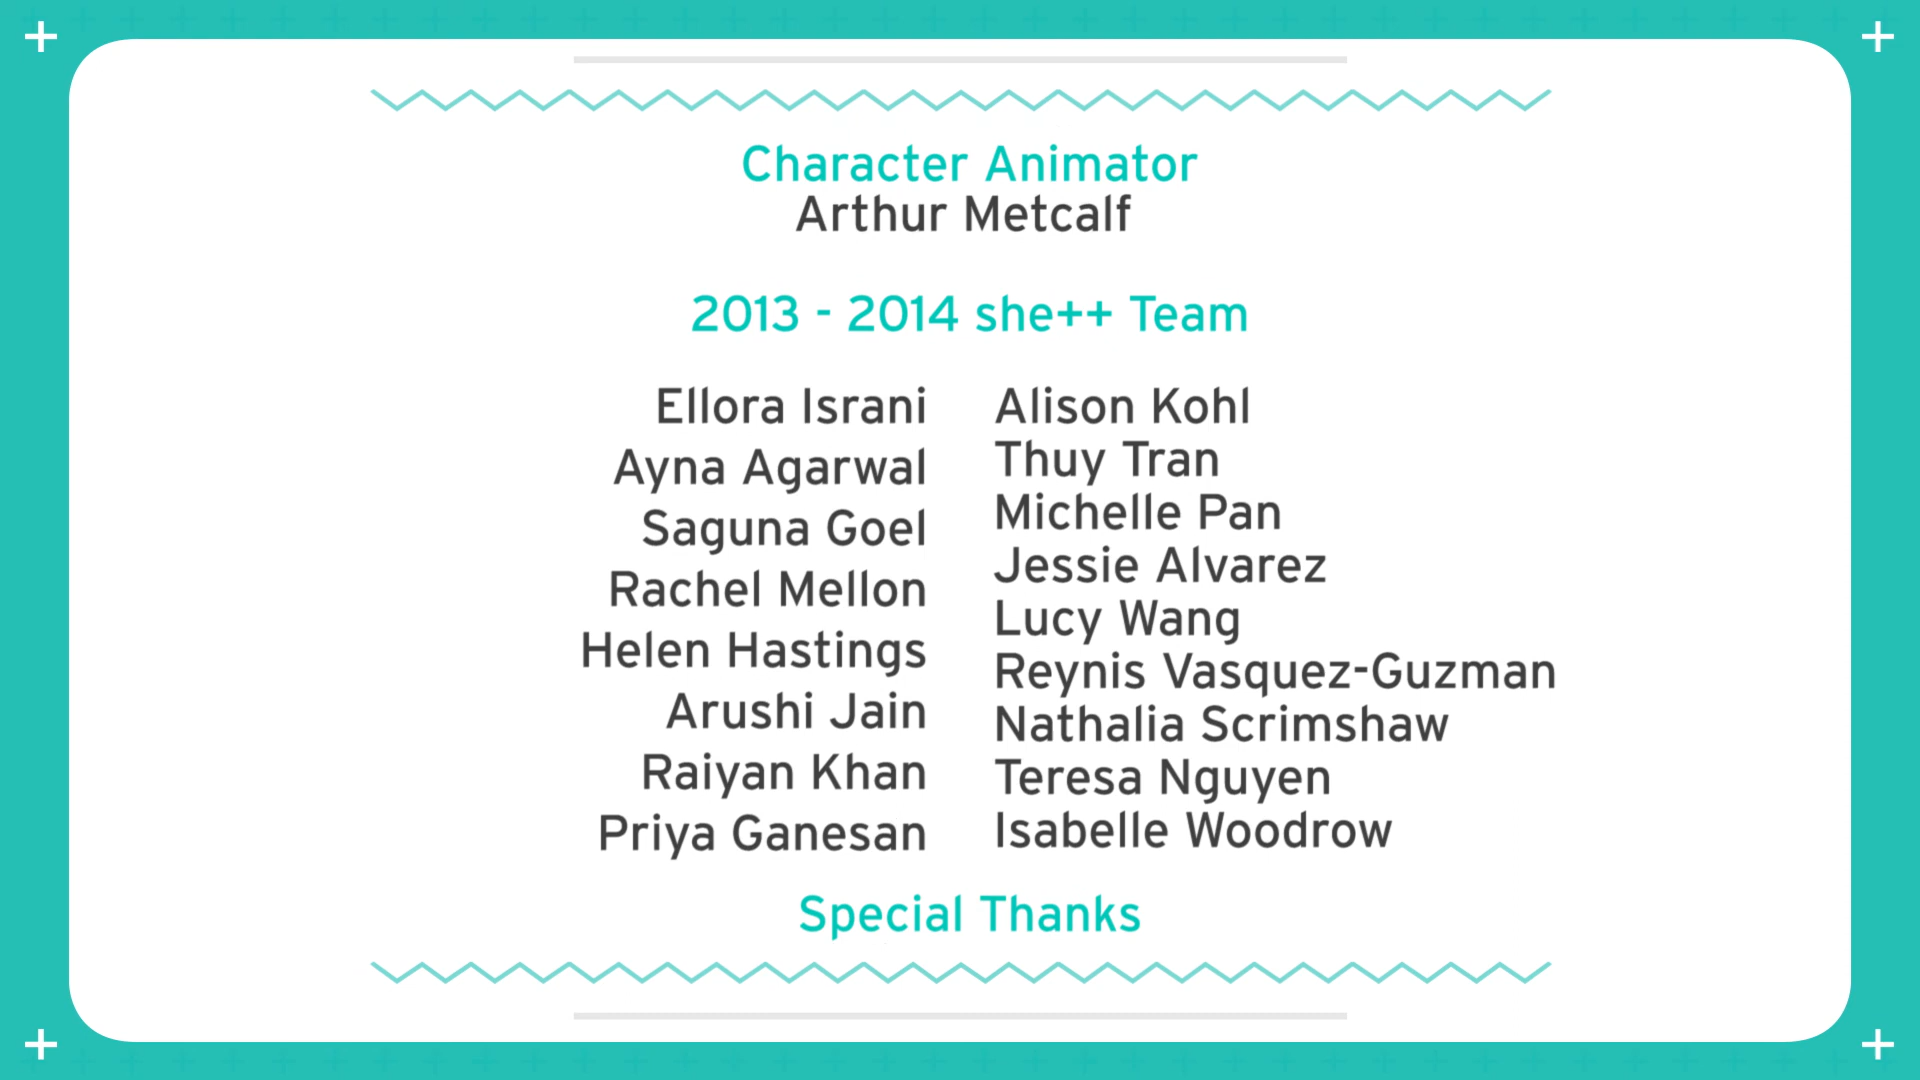 Character Animator
Arthur Metcalf
2013 - 2014 she++ Team
Ellora Israni
Ayna Agarwal
Saguna Goel
Rachel Mellon
Helen Hastings
Arushi Jain
Raiyan Khan
Priya Ganesan
Alison Kohl
Thuy Tran
Michelle Pan
Jessie Alvarez
Lucy Wang
Reynis Vasquez-Guzman
Nathalia Scrimshaw
Teresa Nguyen
Isabelle Woodrow
Special Thanks